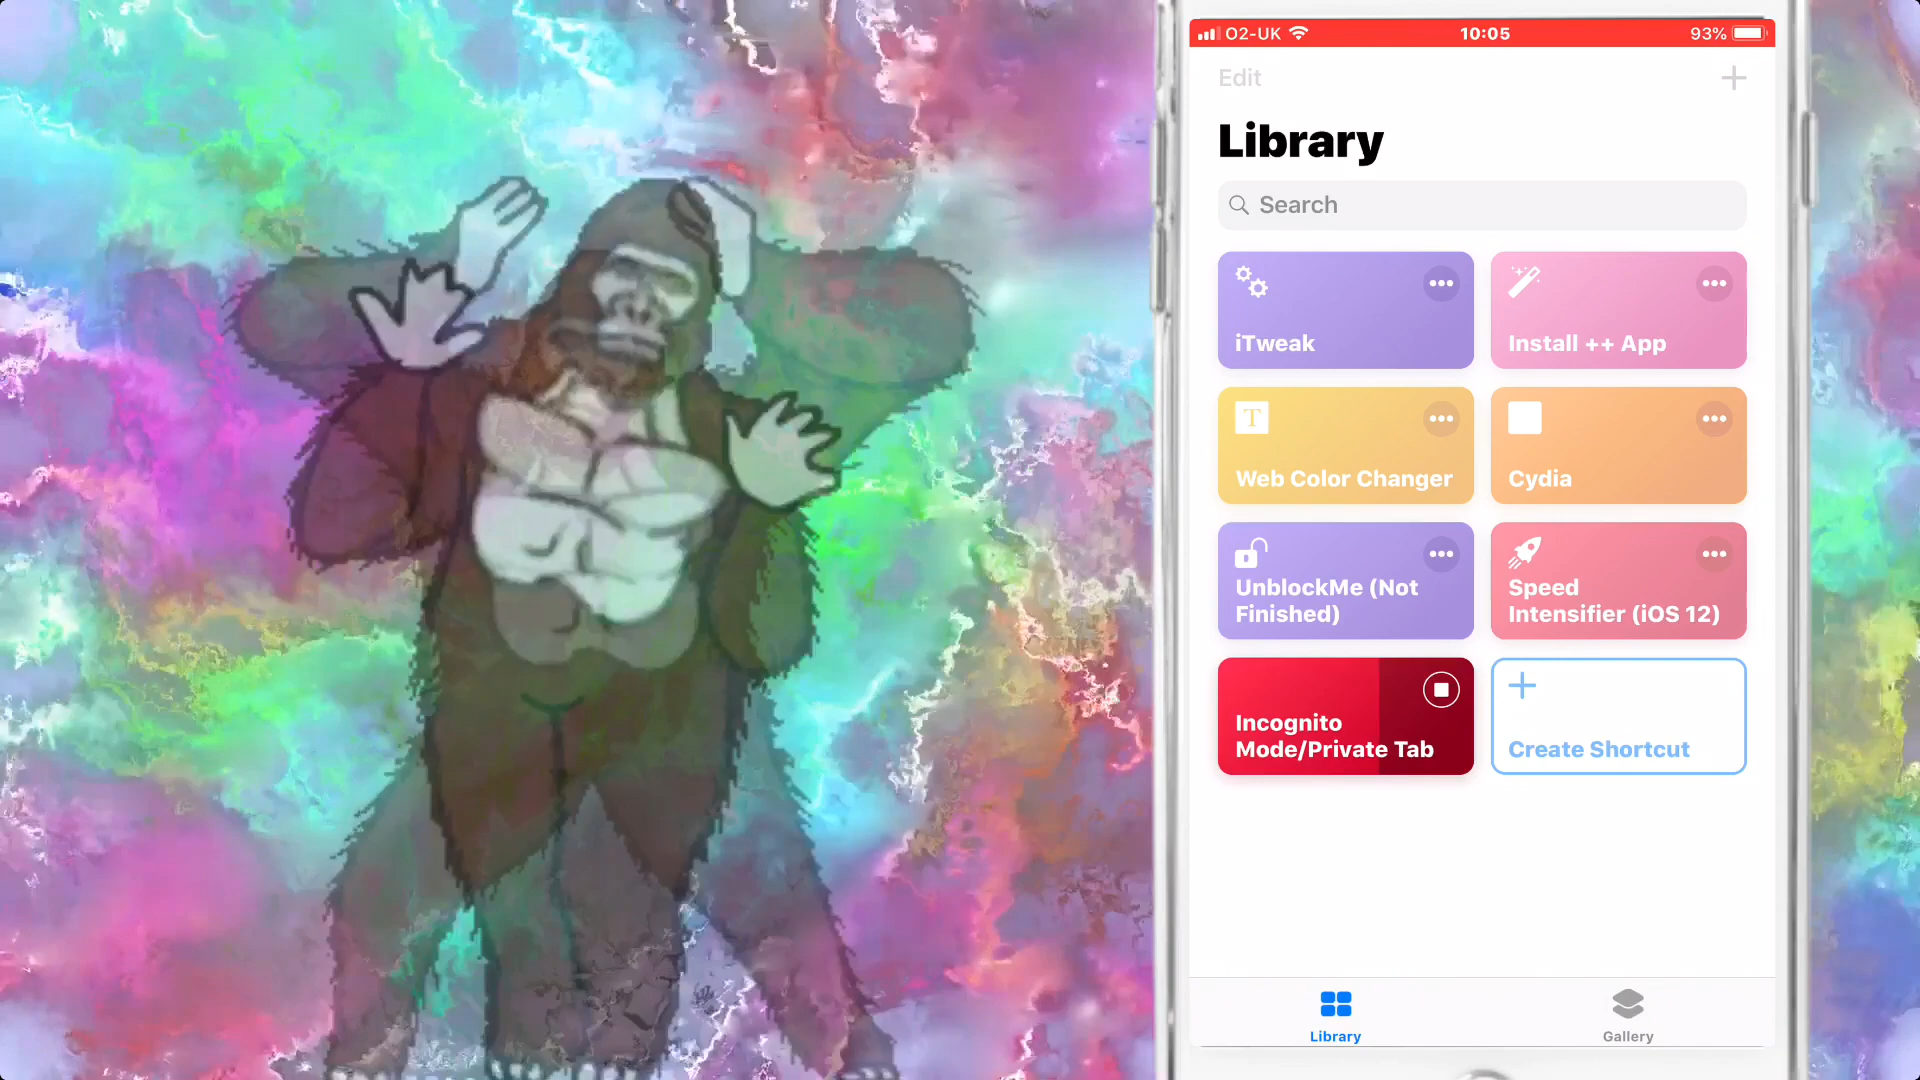 O2-UK 10:05 93%
Edit
Library
Search
iTweak
Install ++ App
T
Web Color Changer
Cydia
UnblockMe (Not
Finished)
Speed
Intensifier (iOS 12)
Incognito
Mode/Private Tab
Create Shortcut
Library
Gallery